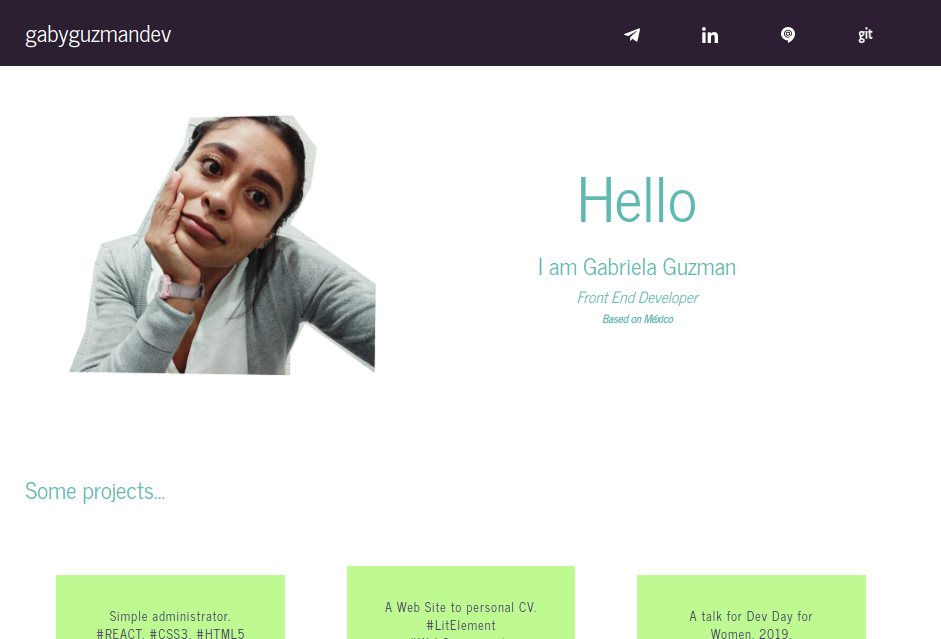 gabyguzmandev
git
Hello
I am Gabriela Guzman
Front End Developer
Based on México
Some projects...
Simple administrator.
#REACT, #CSS3, #HTML5
A Web Site to personal CV.
#LitElement
A talk for Dev Day for
Women, 2019.